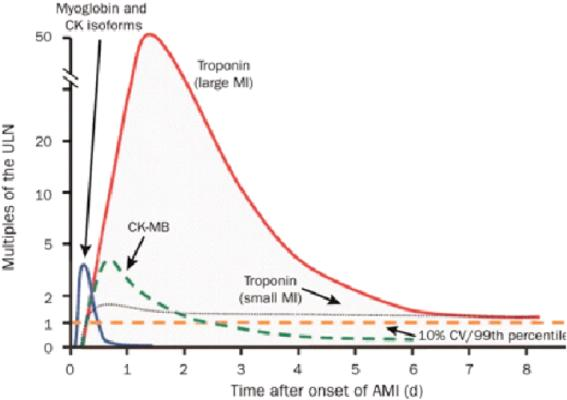 Myoglobin and
CK isoforms
50
Troponin
(large MI)
20
10
CK-MB
5
Troponin
(small MI)
2
1
10% CV/99th percentile
0
0 1 2 3 4 5 6 7 8
Multiples of the ULN
Time after onset of AMI (d)